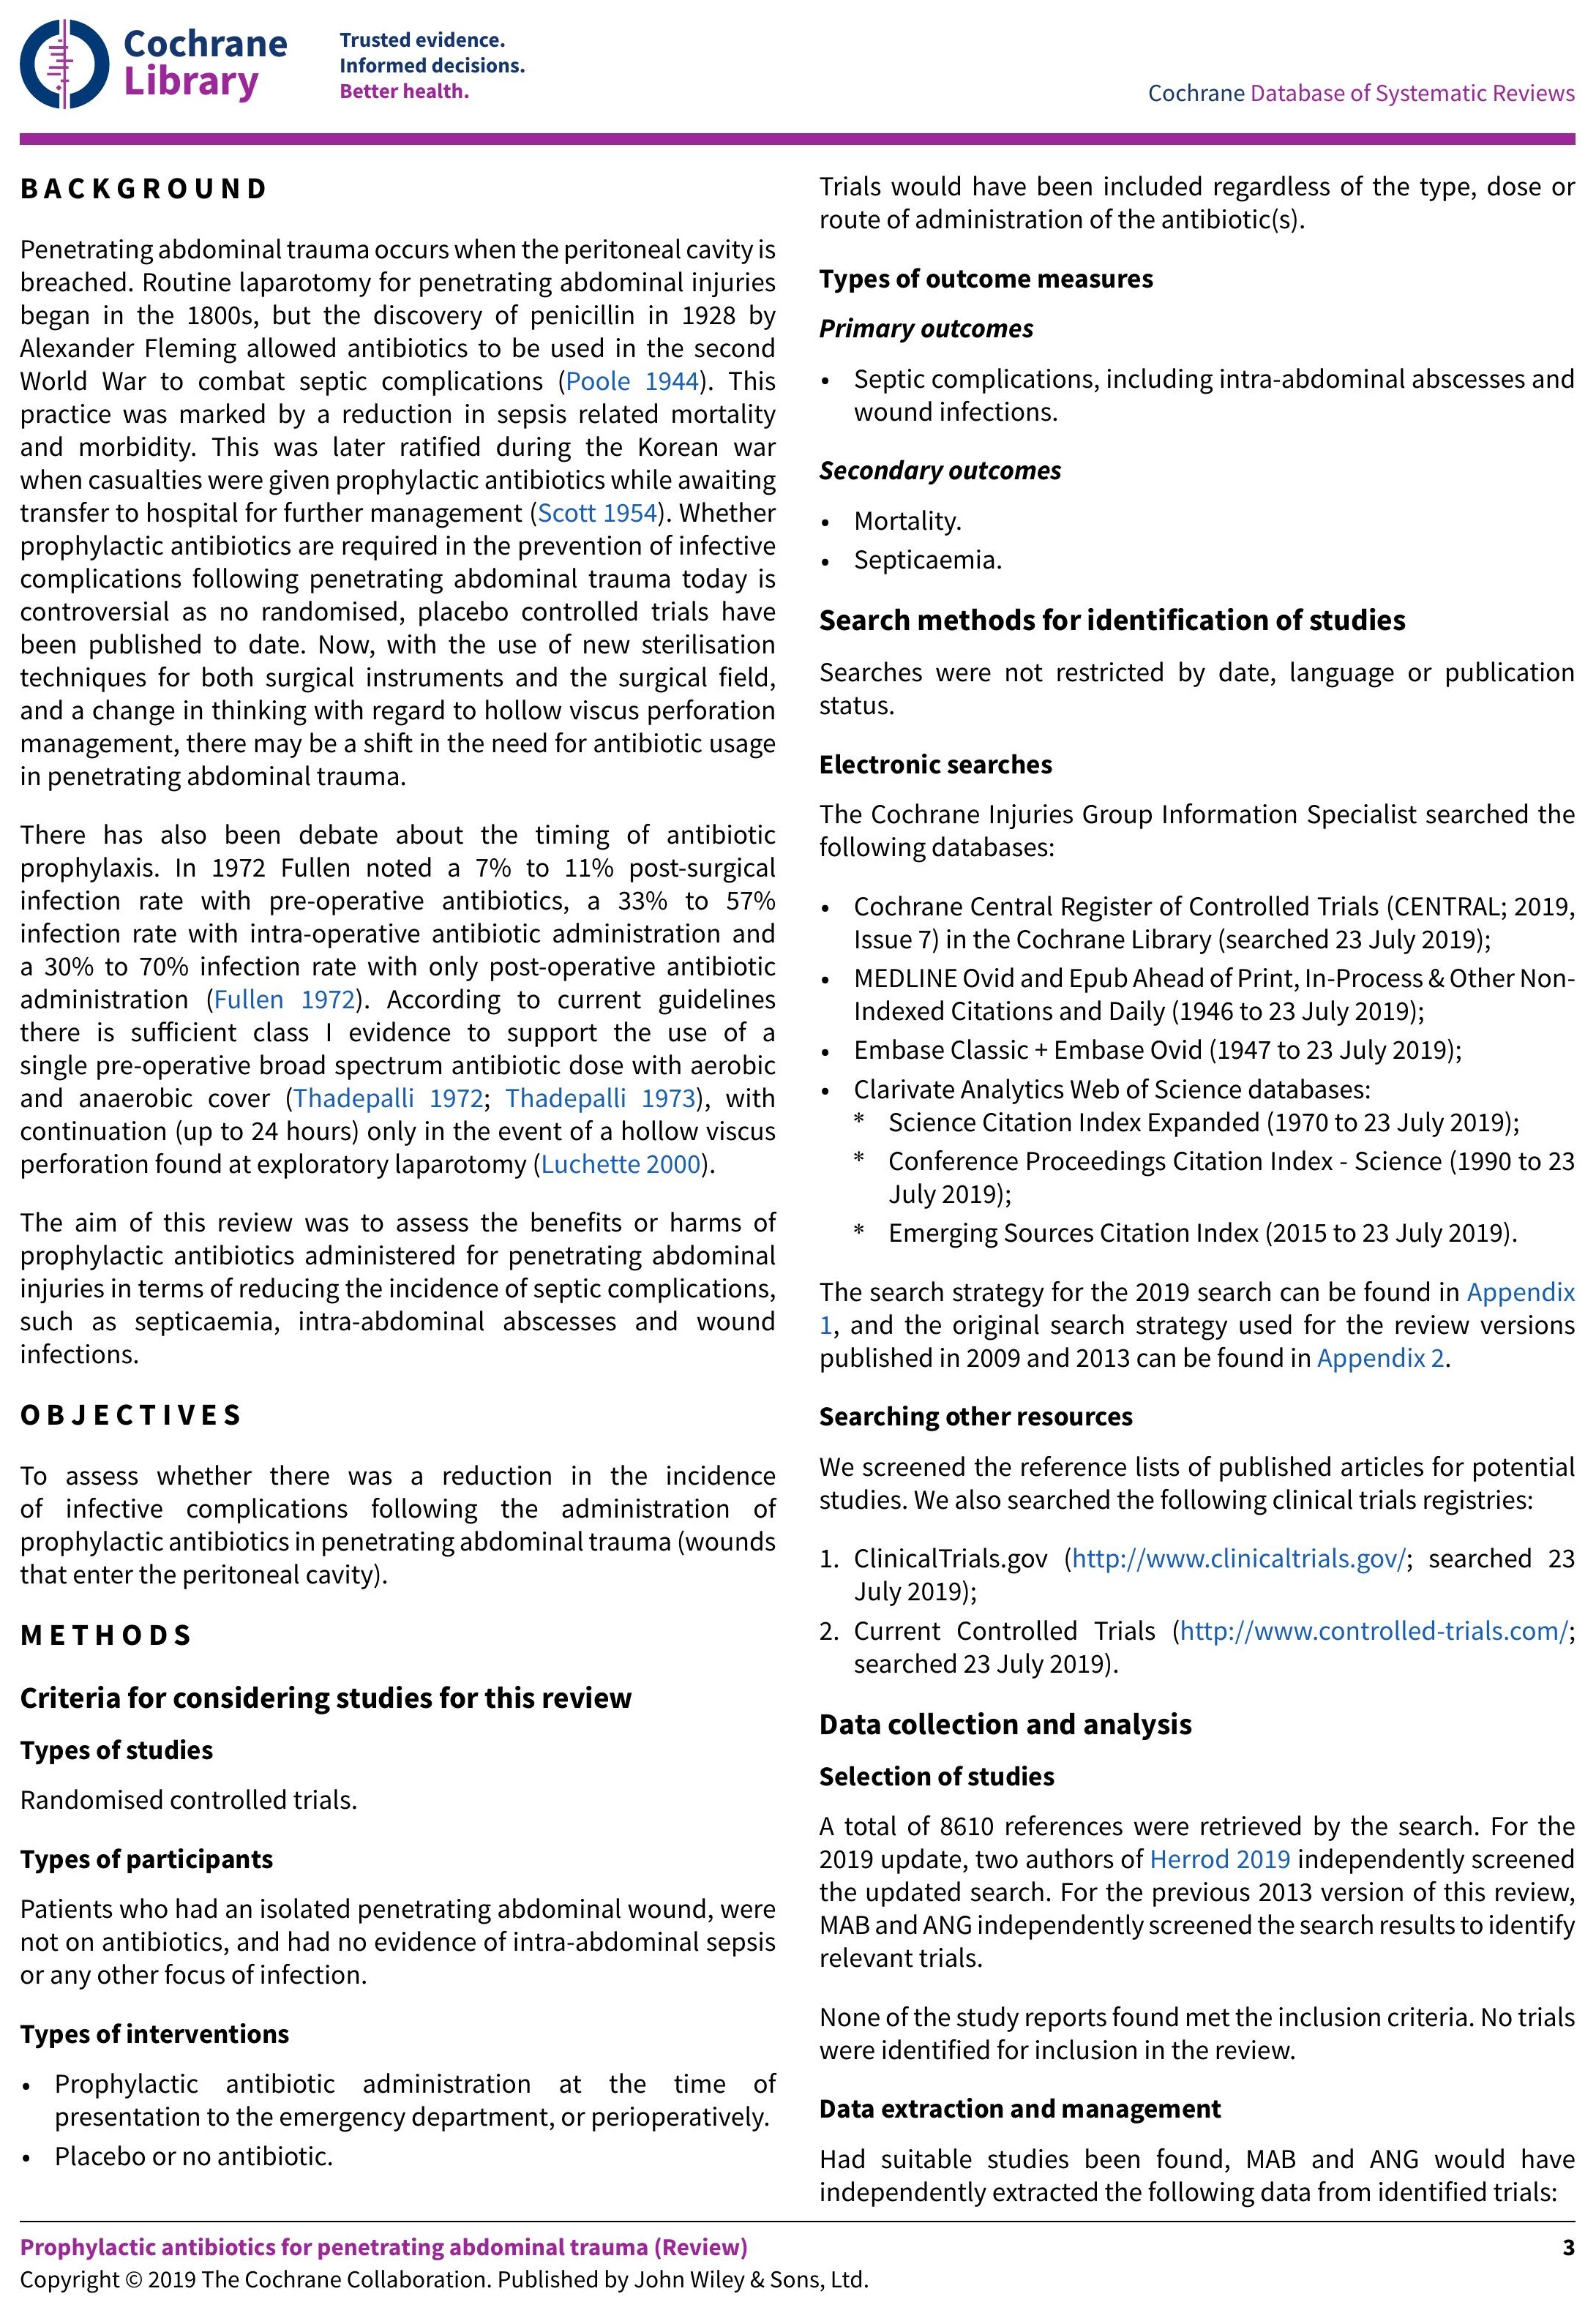 Cochrane
Library
Trusted evidence.
Informed decisions.
Better health.
Cochrane Database of Systematic Reviews
BACKGROUND
Penetrating abdominal trauma occurs when the peritoneal cavity is
breached. Routine laparotomy for penetrating abdominal injuries
began in the 1800s, but the discovery of penicillin in 1928 by
Alexander Fleming allowed antibiotics to be used in the second
World War to combat septic complications (Poole 1944). This
practice was marked by a reduction in sepsis related mortality
and morbidity. This was later ratified during the Korean war
when casualties were given prophylactic antibiotics while awaiting
transfer to hospital for further management (Scott 1954). Whether
prophylactic antibiotics are required in the prevention of infective
complications following penetrating abdominal trauma today is
controversial as no randomised, placebo controlled trials have
been published to date. Now, with the use of new sterilisation
techniques for both surgical instruments and the surgical field,
and a change in thinking with regard to hollow viscus perforation
management, there may be a shift in the need for antibiotic usage
in penetrating abdominal trauma.
There has also been debate about the timing of antibiotic
prophylaxis. In 1972 Fullen noted a 7% to 11% post-surgical
infection rate with pre-operative antibiotics, a 33% to 57%
infection rate with intra-operative antibiotic administration and
a 30% to 70% infection rate with only post-operative antibiotic
administration (Fullen 1972). According to current guidelines
there is sufficient class I evidence to support the use of a
single pre-operative broad spectrum antibiotic dose with aerobic
and anaerobic cover (Thadepalli 1972; Thadepalli 1973), with
continuation (up to 24 hours) only in the event of a hollow viscus
perforation found at exploratory laparotomy (Luchette 2000).
The aim of this review was to assess the benefits or harms of
prophylactic antibiotics administered for penetrating abdominal
injuries in terms of reducing the incidence of septic complications,
such as septicaemia, intra-abdominal abscesses and wound
infections.
OBJECTIVES
To assess whether there was a reduction in the incidence
of infective complications following the administration of
prophylactic antibiotics in penetrating abdominal trauma (wounds
that enter the peritoneal cavity).
METHODS
Criteria for considering studies for this review
Types of studies
Randomised controlled trials.
Types of participants
Patients who had an isolated penetrating abdominal wound, were
not on antibiotics, and had no evidence of intra-abdominal sepsis
or any other focus of infection.
Types of interventions
• Prophylactic antibiotic administration at the time of
presentation to the emergency department, or perioperatively.
• Placebo or no antibiotic.
Trials would have been included regardless of the type, dose or
route of administration of the antibiotic(s).
Types of outcome measures
Primary outcomes
• Septic complications, including intra-abdominal abscesses and
wound infections.
Secondary outcomes
• Mortality.
• Septicaemia.
Search methods for identification of studies
Searches were not restricted by date, language or publication
status.
Electronic searches
The Cochrane Injuries Group Information Specialist searched the
following databases:
• Cochrane Central Register of Controlled Trials (CENTRAL; 2019,
Issue 7) in the Cochrane Library (searched 23 July 2019);
• MEDLINE Ovid and Epub Ahead of Print, In-Process & Other Non-
Indexed Citations and Daily (1946 to 23 July 2019);
• Embase Classic + Embase Ovid (1947 to 23 July 2019);
• Clarivate Analytics Web of Science databases:
* Science Citation Index Expanded (1970 to 23 July 2019);
* Conference Proceedings Citation Index - Science (1990 to 23
July 2019);
* Emerging Sources Citation Index (2015 to 23 July 2019).
The search strategy for the 2019 search can be found in Appendix
1, and the original search strategy used for the review versions
published in 2009 and 2013 can be found in Appendix 2.
Searching other resources
We screened the reference lists of published articles for potential
studies. We also searched the following clinical trials registries:
1. ClinicalTrials.gov (http://www.clinicaltrials.gov/; searched 23
July 2019);
2. Current Controlled Trials (http://www.controlled-trials.com/;
searched 23 July 2019).
Data collection and analysis
Selection of studies
A total of 8610 references were retrieved by the search. For the
2019 update, two authors of Herrod 2019 independently screened
the updated search. For the previous 2013 version of this review,
MAB and ANG independently screened the search results to identify
relevant trials.
None of the study reports found met the inclusion criteria. No trials
were identified for inclusion in the review.
Data extraction and management
Had suitable studies been found, MAB and ANG would have
independently extracted the following data from identified trials:
Prophylactic antibiotics for penetrating abdominal trauma (Review)
3
Copyright © 2019 The Cochrane Collaboration. Published by John Wiley & Sons, Ltd.